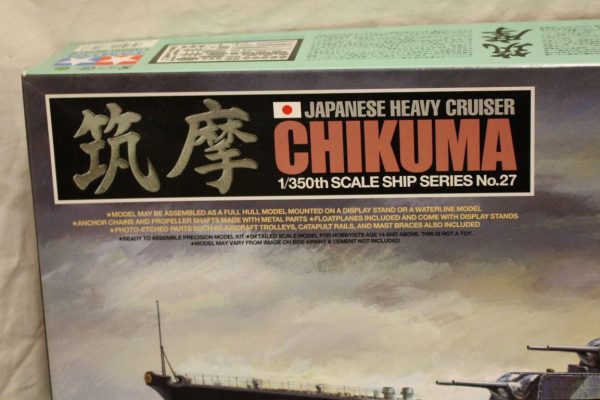 筑摩
JAPANESE HEAVY CRUISER
CHIKUMA
1/350th SCALE SHIP SERIES No.27
★MODEL MAY BE ASSEMBLED AS A FULL HULL MODEL MOUNTED ON A DISPLAY STAND OR A WATERLINE MODEL
★ANCHOR CHAINS AND PROPELLER SHAFTS MADE WITH METAL PARTS ★FLOATPLANES INCLUDED AND COME WITH DISPLAY STANDS
★PHOTO-ETCHED PARTS SUCH AS AIRCRAFT TROLLEYS, CATAPULT RAILS, AND MAST BRACES ALSO INCLUDED
★READY TO ASSEMBLE PRECISION MODEL KIT ★DETAILED SCALE MODEL FOR HOBBYISTS AGE 14 AND ABOVE. THIS IS NOT A TOY.
★MODEL MAY VARY FROM IMAGE ON BOX ★PAINT & CEMENT NOT INCLUDED